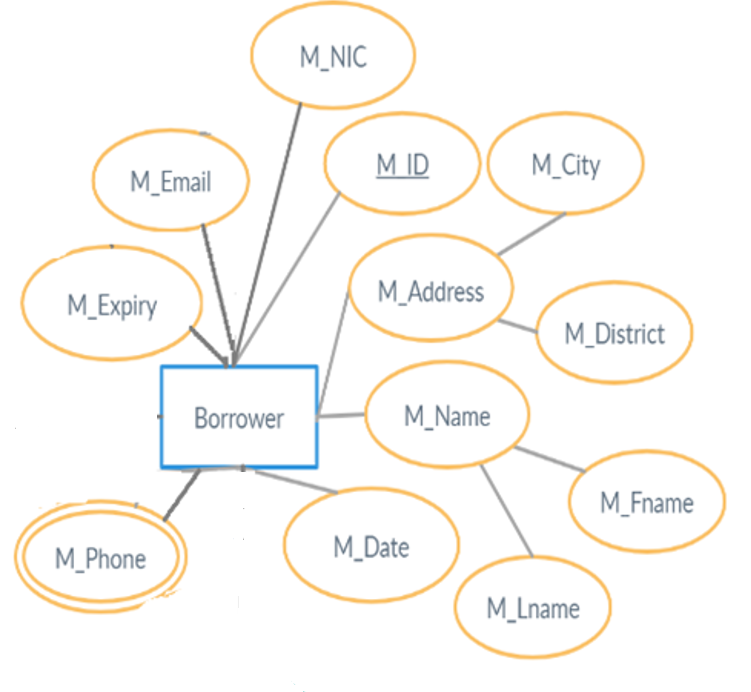 M_NIC
M_ID
M_City
M_Email
M_Address
M_Expiry
M_District
Borrower
M_Name
M_Fname
M_Phone
M_Date
M_Lname